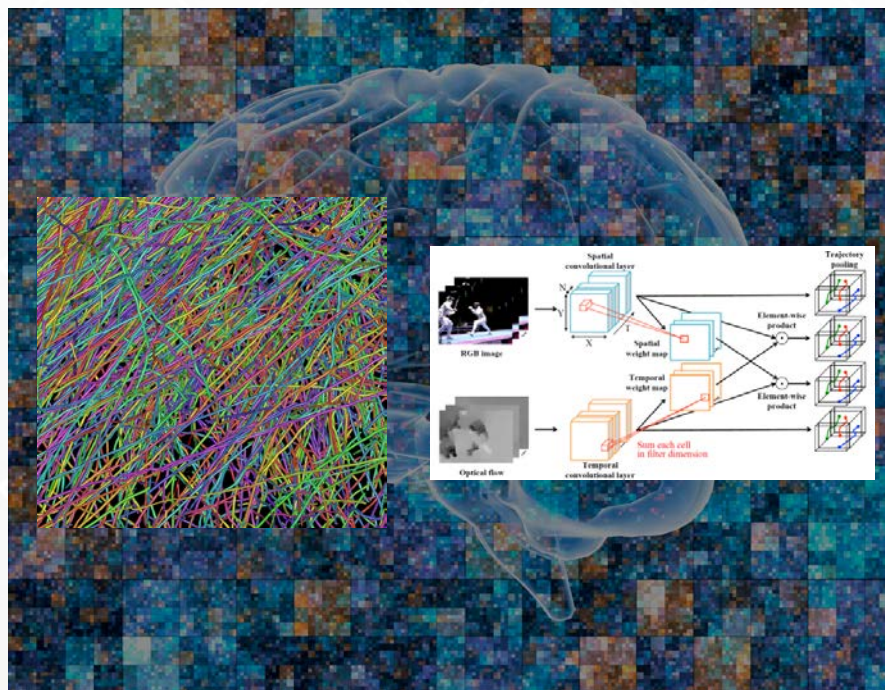 Spatial
convolutional layer
Trajectory
pooling
N
Y
X
T
RGB image
Spatial
weight map
Element-wise
product
Temporal
weight map
Element-wise
product
Sum each cell
in filter dimension
Optical flow
Temporal
convolutional layer